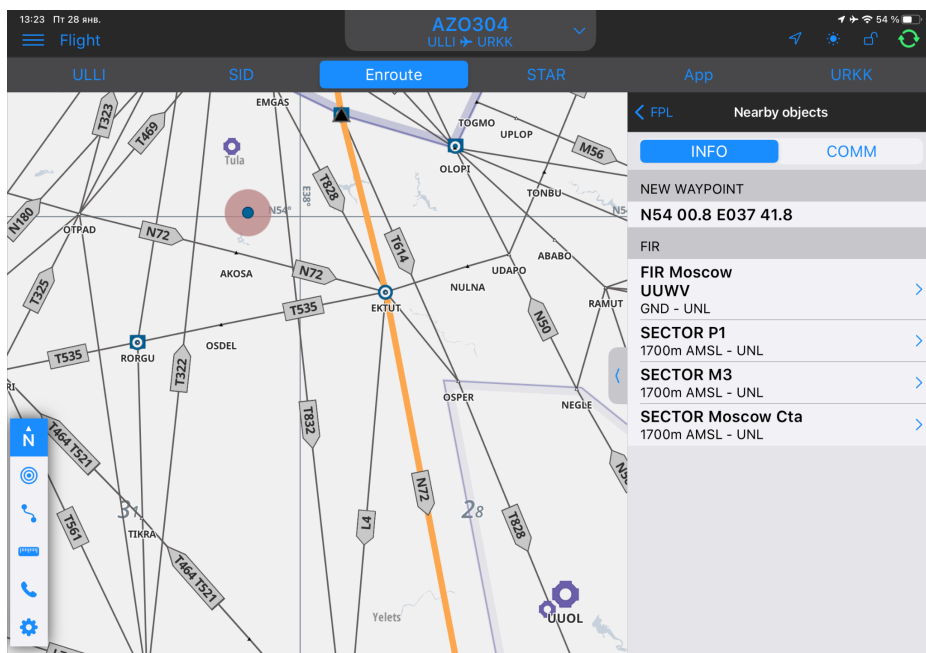 13:23 Пт 28 янв.
54 %
Flight
AZO304
ULLI ✈ URKK
ULLI
SID
Enroute
STAR
App
URKK
FPL
Nearby objects
INFO
COMM
NEW WAYPOINT
N54 00.8 E037 41.8
FIR
FIR Moscow
UUWV
GND - UNL
SECTOR P1
1700m AMSL - UNL
SECTOR M3
1700m AMSL - UNL
SECTOR Moscow Cta
1700m AMSL - UNL
EMGAS
T323
T469
Tula
TOGMO
UPLOP
M56
OLOPI
E38°
T828
TONBU
N54°
N5
N180
OTPAD
N72
T614
AKOSA
N72
ABABO
UDAPO
NULNA
T325
T535
EKTUT
RAMUT
N50
OSDEL
T535
RORGU
T322
OSPER
NEGLE
RI
T832
N
T464 T521
N72
31
28
T561
TIKRA
L4
T828
T464 T521
Yelets
UUOL